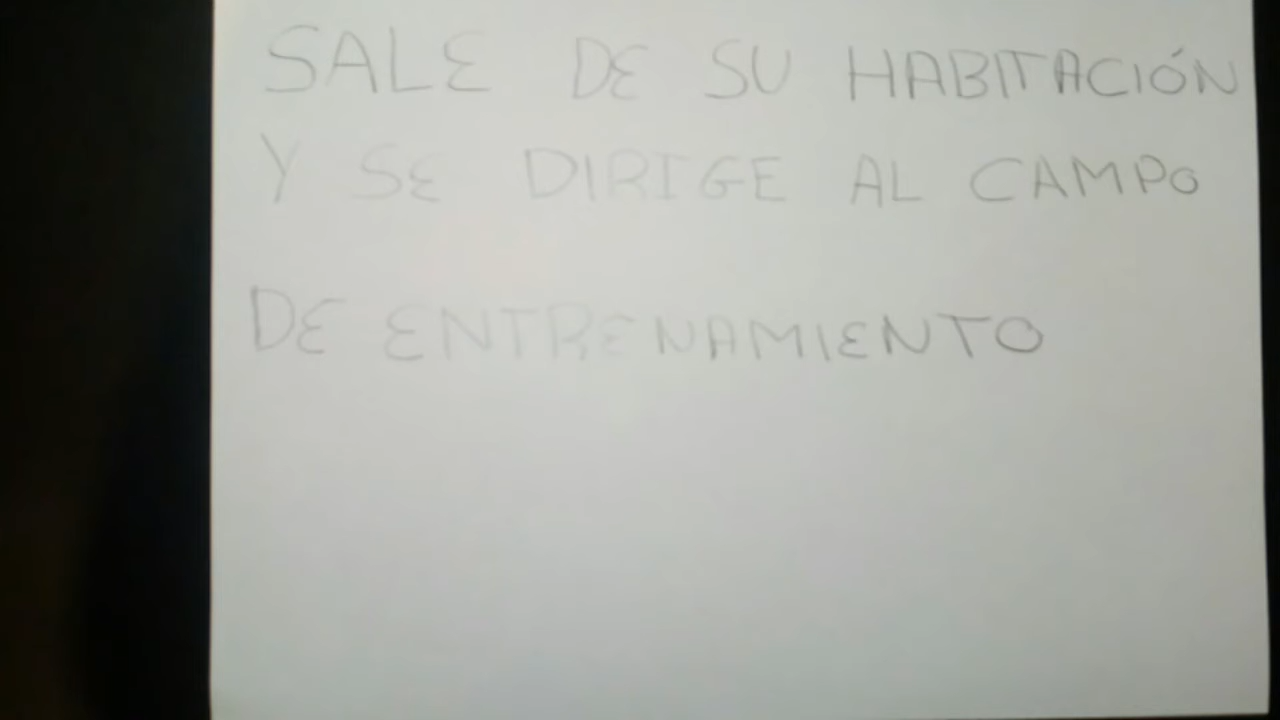 SALE DE SU HABITACIÓN
Y SE DIRIGE AL CAMPO
DE ENTRENAMIENTO